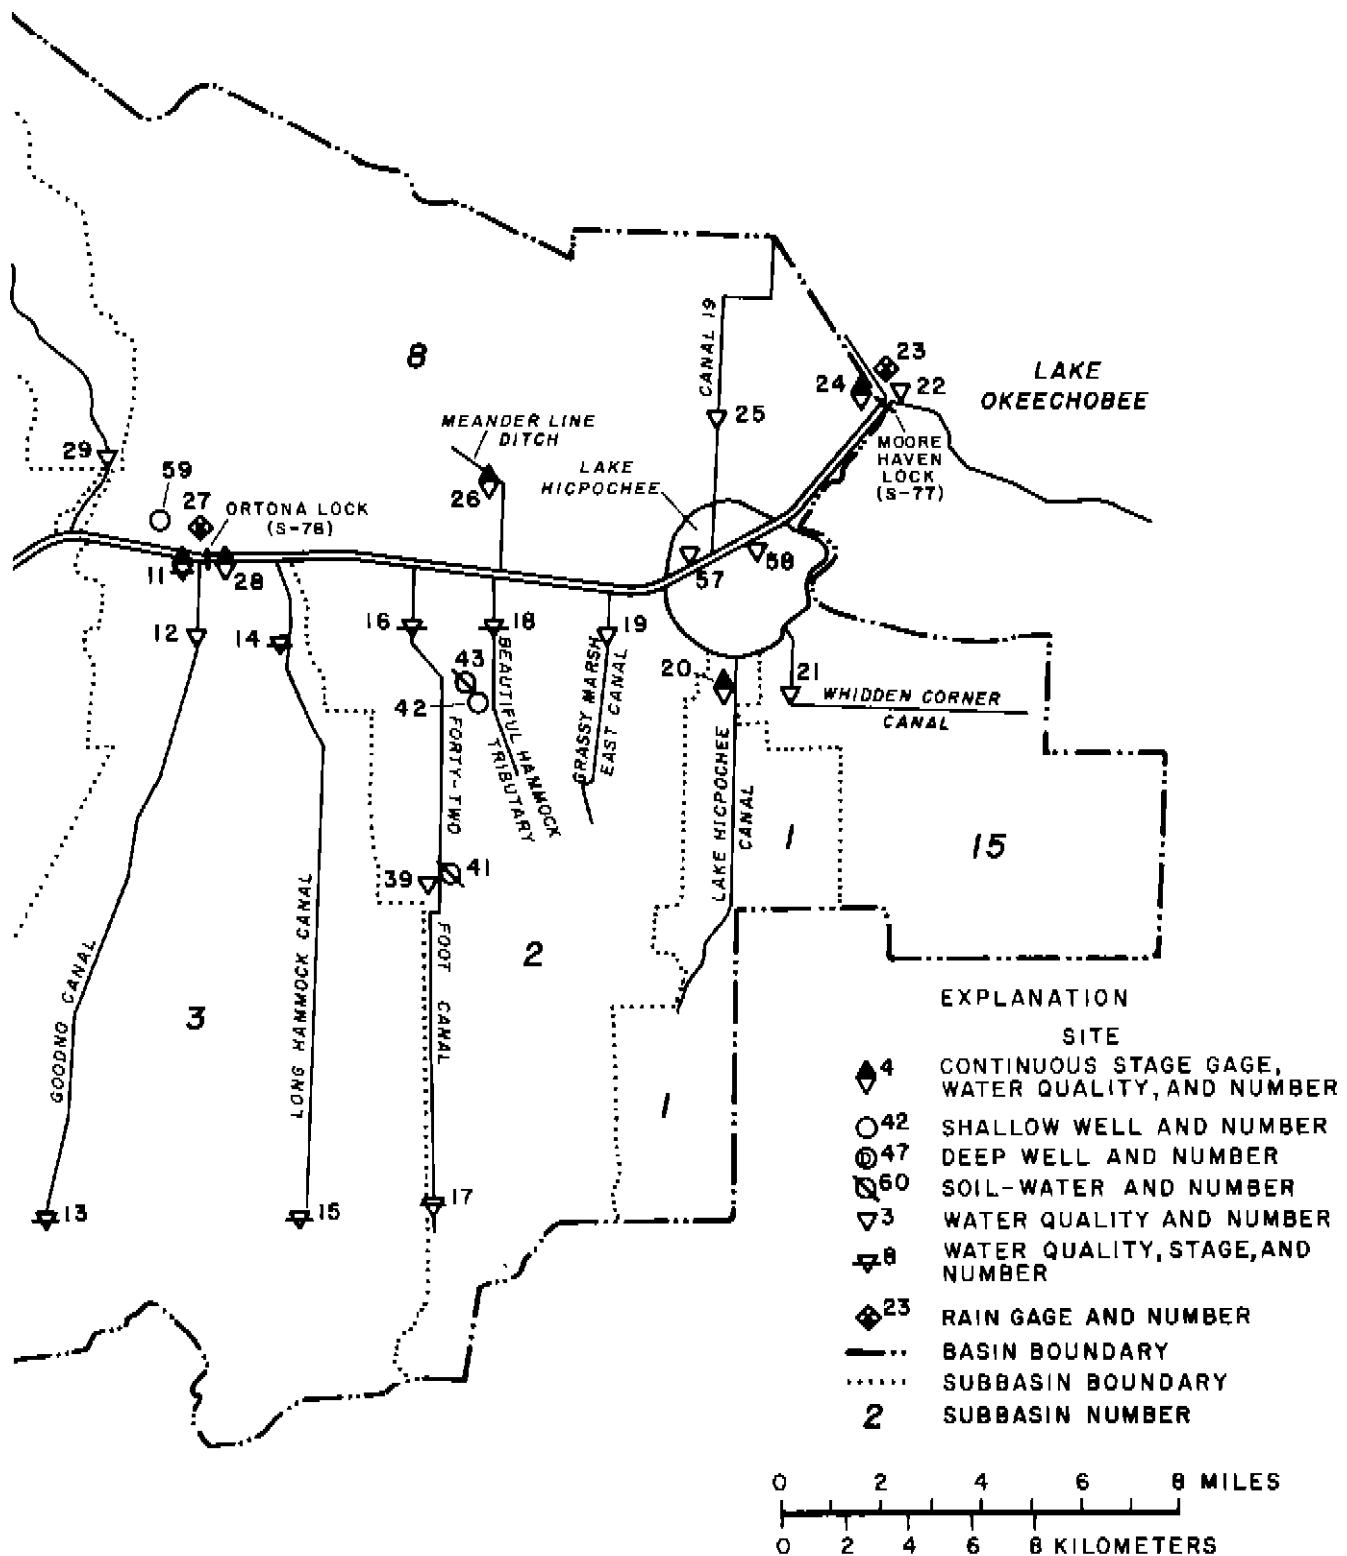 8
CANAL 19
23
24
22
LAKE
OKEECHOBEE
MOORE
HAVEN
LOCK
(S-77)
MEANDER LINE
DITCH
26
25
LAKE
HICPOCHEE
29
59
27
ORTONA LOCK
(S-78)
11
28
57
58
12
14
16
18
19
43
42
20
21
WHIDDEN CORNER
CANAL
BEAUTIFUL HAMMOCK
TRIBUTARY
GRASSY MARSH
EAST CANAL
FORTY-TWO
FOOT CANAL
LAKE HICPOCHEE
CANAL
1
15
39
41
2
3
GOODNO CANAL
LONG HAMMOCK CANAL
1
13
15
17
EXPLANATION
SITE
4 CONTINUOUS STAGE GAGE,
WATER QUALITY, AND NUMBER
42 SHALLOW WELL AND NUMBER
47 DEEP WELL AND NUMBER
60 SOIL-WATER AND NUMBER
3 WATER QUALITY AND NUMBER
8 WATER QUALITY, STAGE, AND
NUMBER
23 RAIN GAGE AND NUMBER
BASIN BOUNDARY
SUBBASIN BOUNDARY
2 SUBBASIN NUMBER
0 2 4 6 8 MILES
0 2 4 6 8 KILOMETERS